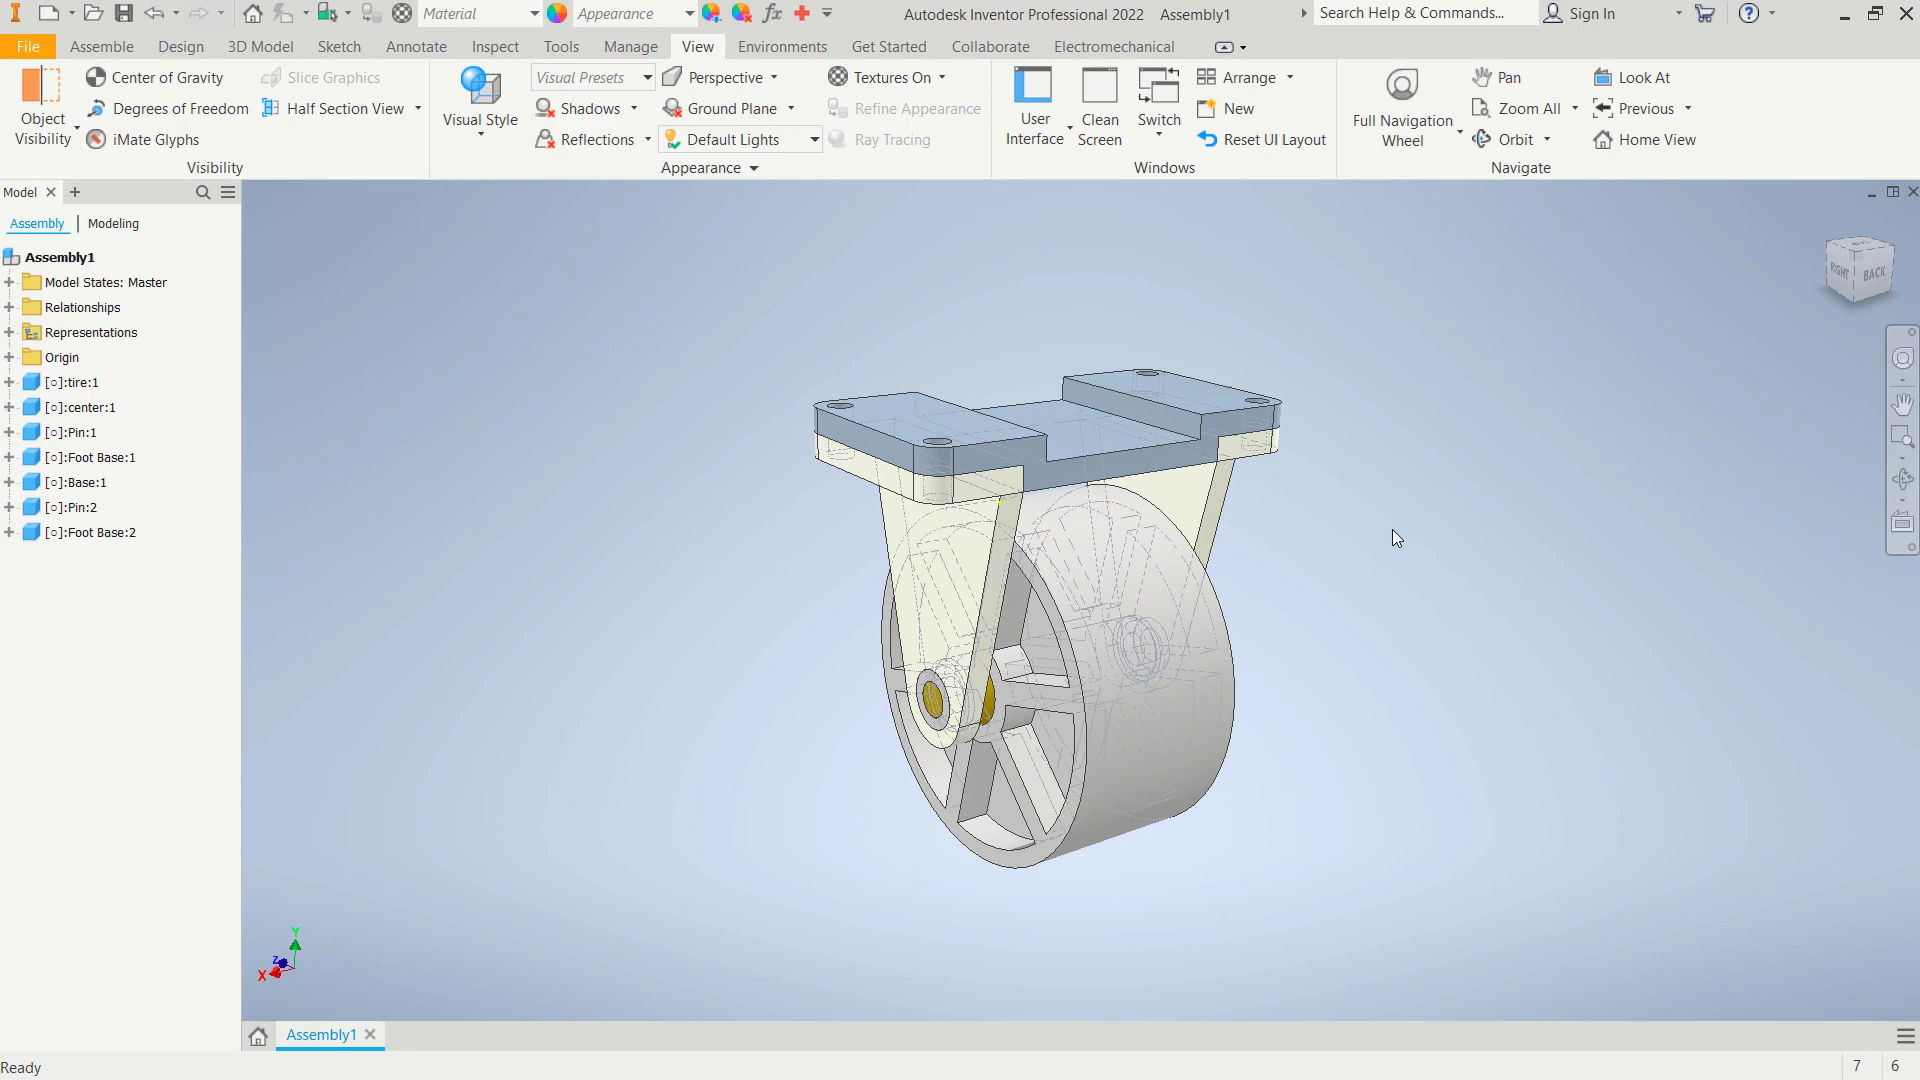 Material
Appearance
Autodesk Inventor Professional 2022 Assembly1
Search Help & Commands...
Sign In
File Assemble Design 3D Model Sketch Annotate Inspect Tools Manage View Environments Get Started Collaborate Electromechanical
Object Visibility
Center of Gravity
Degrees of Freedom
iMate Glyphs
Slice Graphics
Half Section View
Visibility
Visual Style
Visual Presets
Shadows
Reflections
Perspective
Ground Plane
Default Lights
Textures On
Refine Appearance
Ray Tracing
Appearance
User Interface
Clean Screen
Switch
Arrange
New
Reset UI Layout
Windows
Full Navigation Wheel
Pan
Zoom All
Orbit
Look At
Previous
Home View
Navigate
Model
Assembly | Modeling
Assembly1
Model States: Master
Relationships
Representations
Origin
[○]:tire:1
[○]:center:1
[○]:Pin:1
[○]:Foot Base:1
[○]:Base:1
[○]:Pin:2
[○]:Foot Base:2
RIGHT BACK
Y
Z
X
Assembly1
Ready
7 6